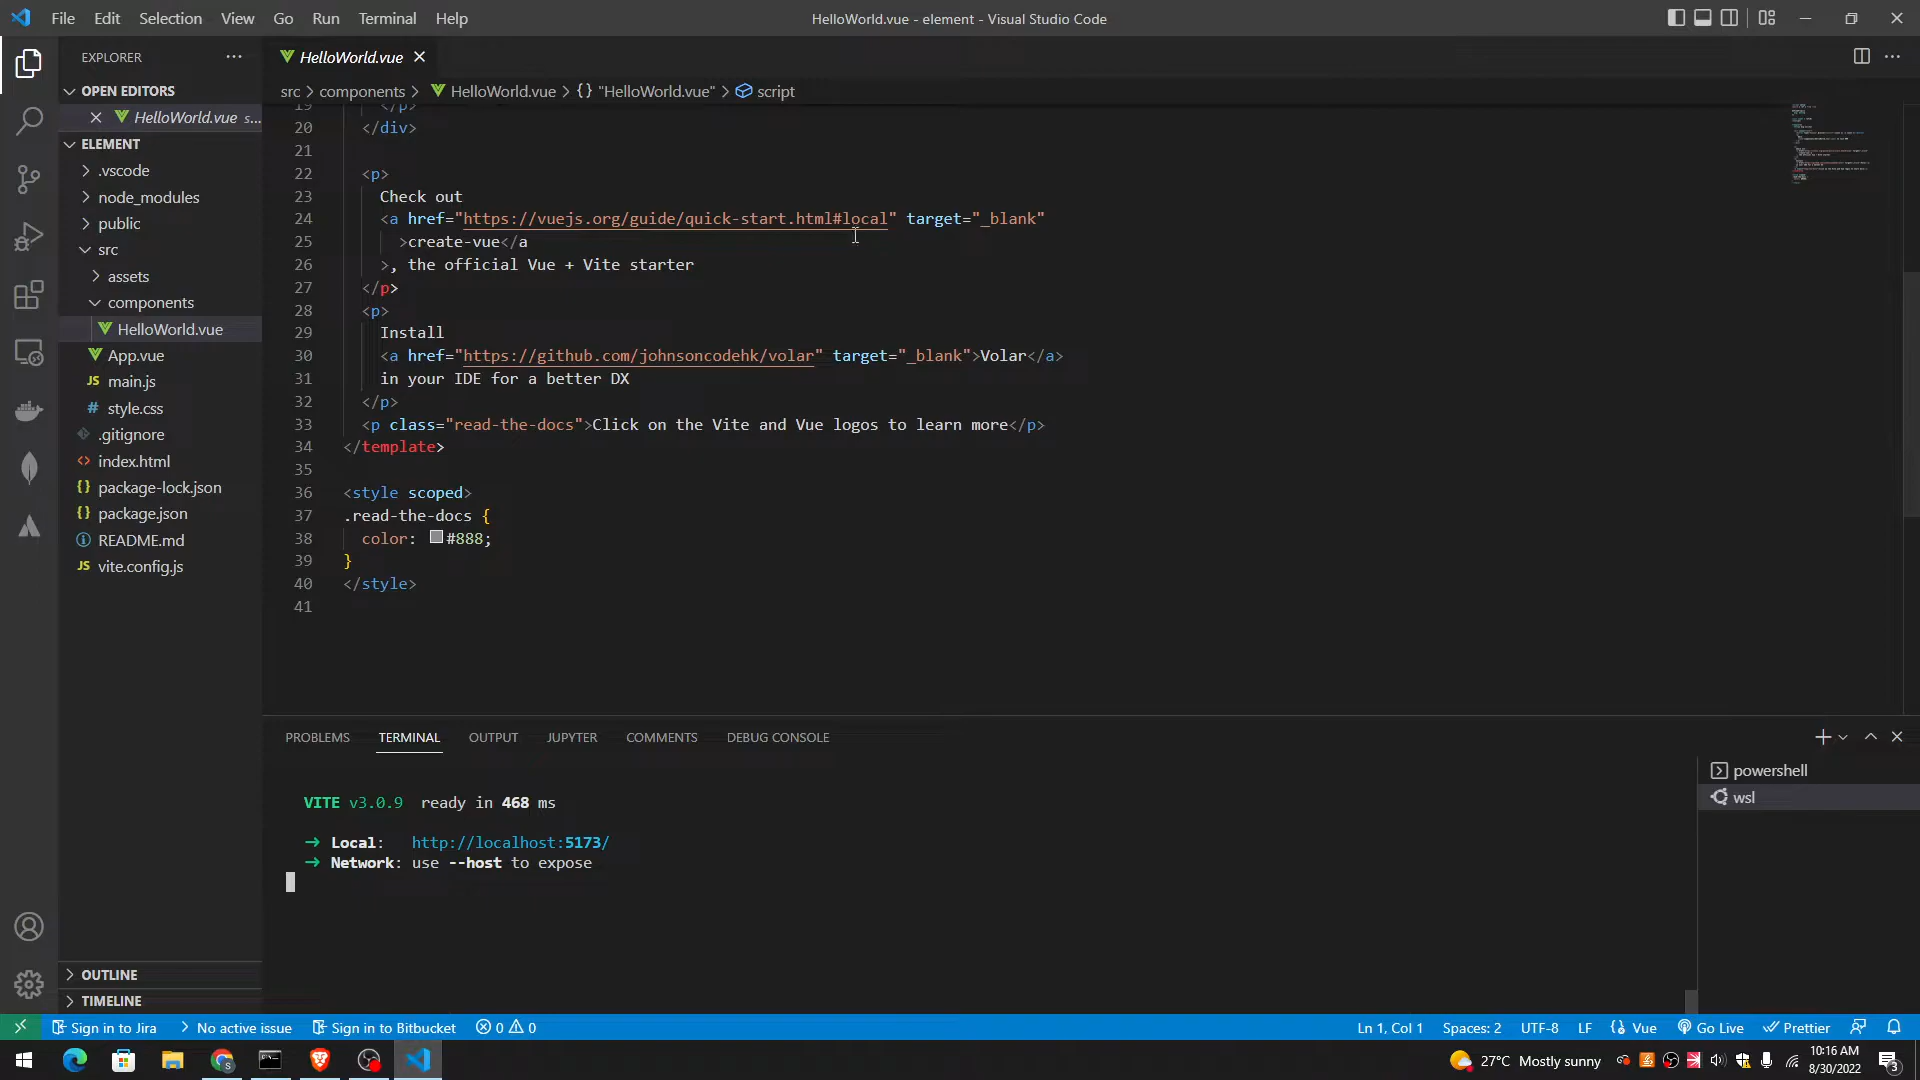 File Edit Selection View Go Run Terminal Help
HelloWorld.vue - element - Visual Studio Code
EXPLORER
HelloWorld.vue
OPEN EDITORS
HelloWorld.vue s...
ELEMENT
.vscode
node_modules
public
src
assets
components
HelloWorld.vue
App.vue
JS main.js
# style.css
.gitignore
<> index.html
{} package-lock.json
{} package.json
README.md
JS vite.config.js
OUTLINE
TIMELINE
src > components > HelloWorld.vue > {} "HelloWorld.vue" > script
19 </p>
20 </div>
21
22 <p>
23 Check out
24 <a href="https://vuejs.org/guide/quick-start.html#local" target="_blank"
25 >create-vue</a
26 >, the official Vue + Vite starter
27 </p>
28 <p>
29 Install
30 <a href="https://github.com/johnsoncodehk/volar" target="_blank">Volar</a>
31 in your IDE for a better DX
32 </p>
33 <p class="read-the-docs">Click on the Vite and Vue logos to learn more</p>
34 </template>
35
36 <style scoped>
37 .read-the-docs {
38 color: #888;
39 }
40 </style>
41
PROBLEMS TERMINAL OUTPUT JUPYTER COMMENTS DEBUG CONSOLE
VITE v3.0.9 ready in 468 ms
➜ Local: http://localhost:5173/
➜ Network: use --host to expose
powershell
wsl
Sign in to Jira No active issue Sign in to Bitbucket 0 0
Ln 1, Col 1 Spaces: 2 UTF-8 LF {} Vue Go Live Prettier
27°C Mostly sunny
10:16 AM
8/30/2022
3